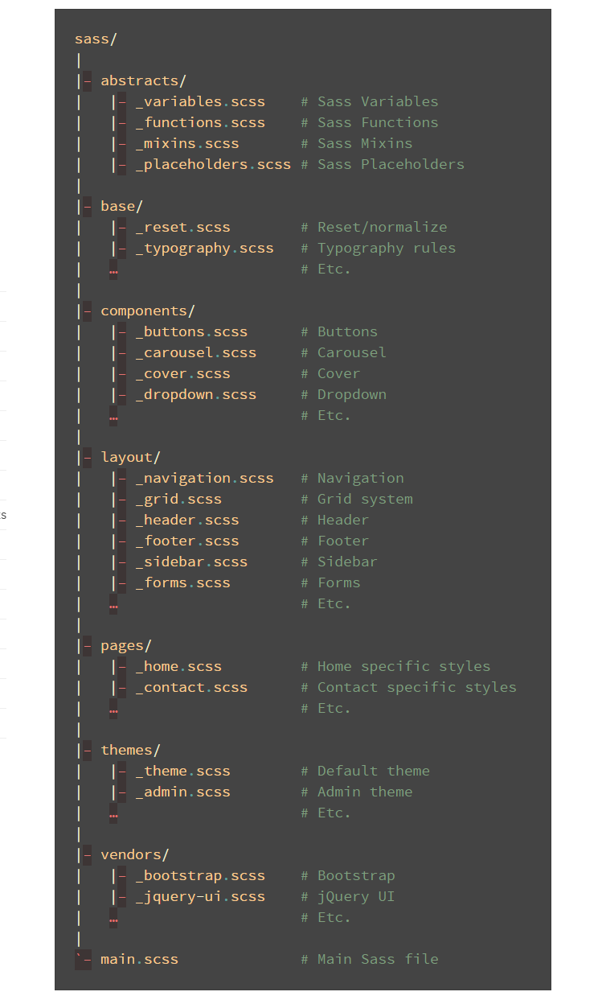 sass/
|
|– abstracts/
|   |– _variables.scss    # Sass Variables
|   |– _functions.scss    # Sass Functions
|   |– _mixins.scss       # Sass Mixins
|   |– _placeholders.scss # Sass Placeholders
|
|– base/
|   |– _reset.scss        # Reset/normalize
|   |– _typography.scss   # Typography rules
|   …                     # Etc.
|
|– components/
|   |– _buttons.scss      # Buttons
|   |– _carousel.scss     # Carousel
|   |– _cover.scss        # Cover
|   |– _dropdown.scss     # Dropdown
|   …                     # Etc.
|
|– layout/
|   |– _navigation.scss   # Navigation
|   |– _grid.scss         # Grid system
|   |– _header.scss       # Header
|   |– _footer.scss       # Footer
|   |– _sidebar.scss      # Sidebar
|   |– _forms.scss        # Forms
|   …                     # Etc.
|
|– pages/
|   |– _home.scss         # Home specific styles
|   |– _contact.scss      # Contact specific styles
|   …                     # Etc.
|
|– themes/
|   |– _theme.scss        # Default theme
|   |– _admin.scss        # Admin theme
|   …                     # Etc.
|
|– vendors/
|   |– _bootstrap.scss    # Bootstrap
|   |– _jquery-ui.scss    # jQuery UI
|   …                     # Etc.
|
`– main.scss              # Main Sass file